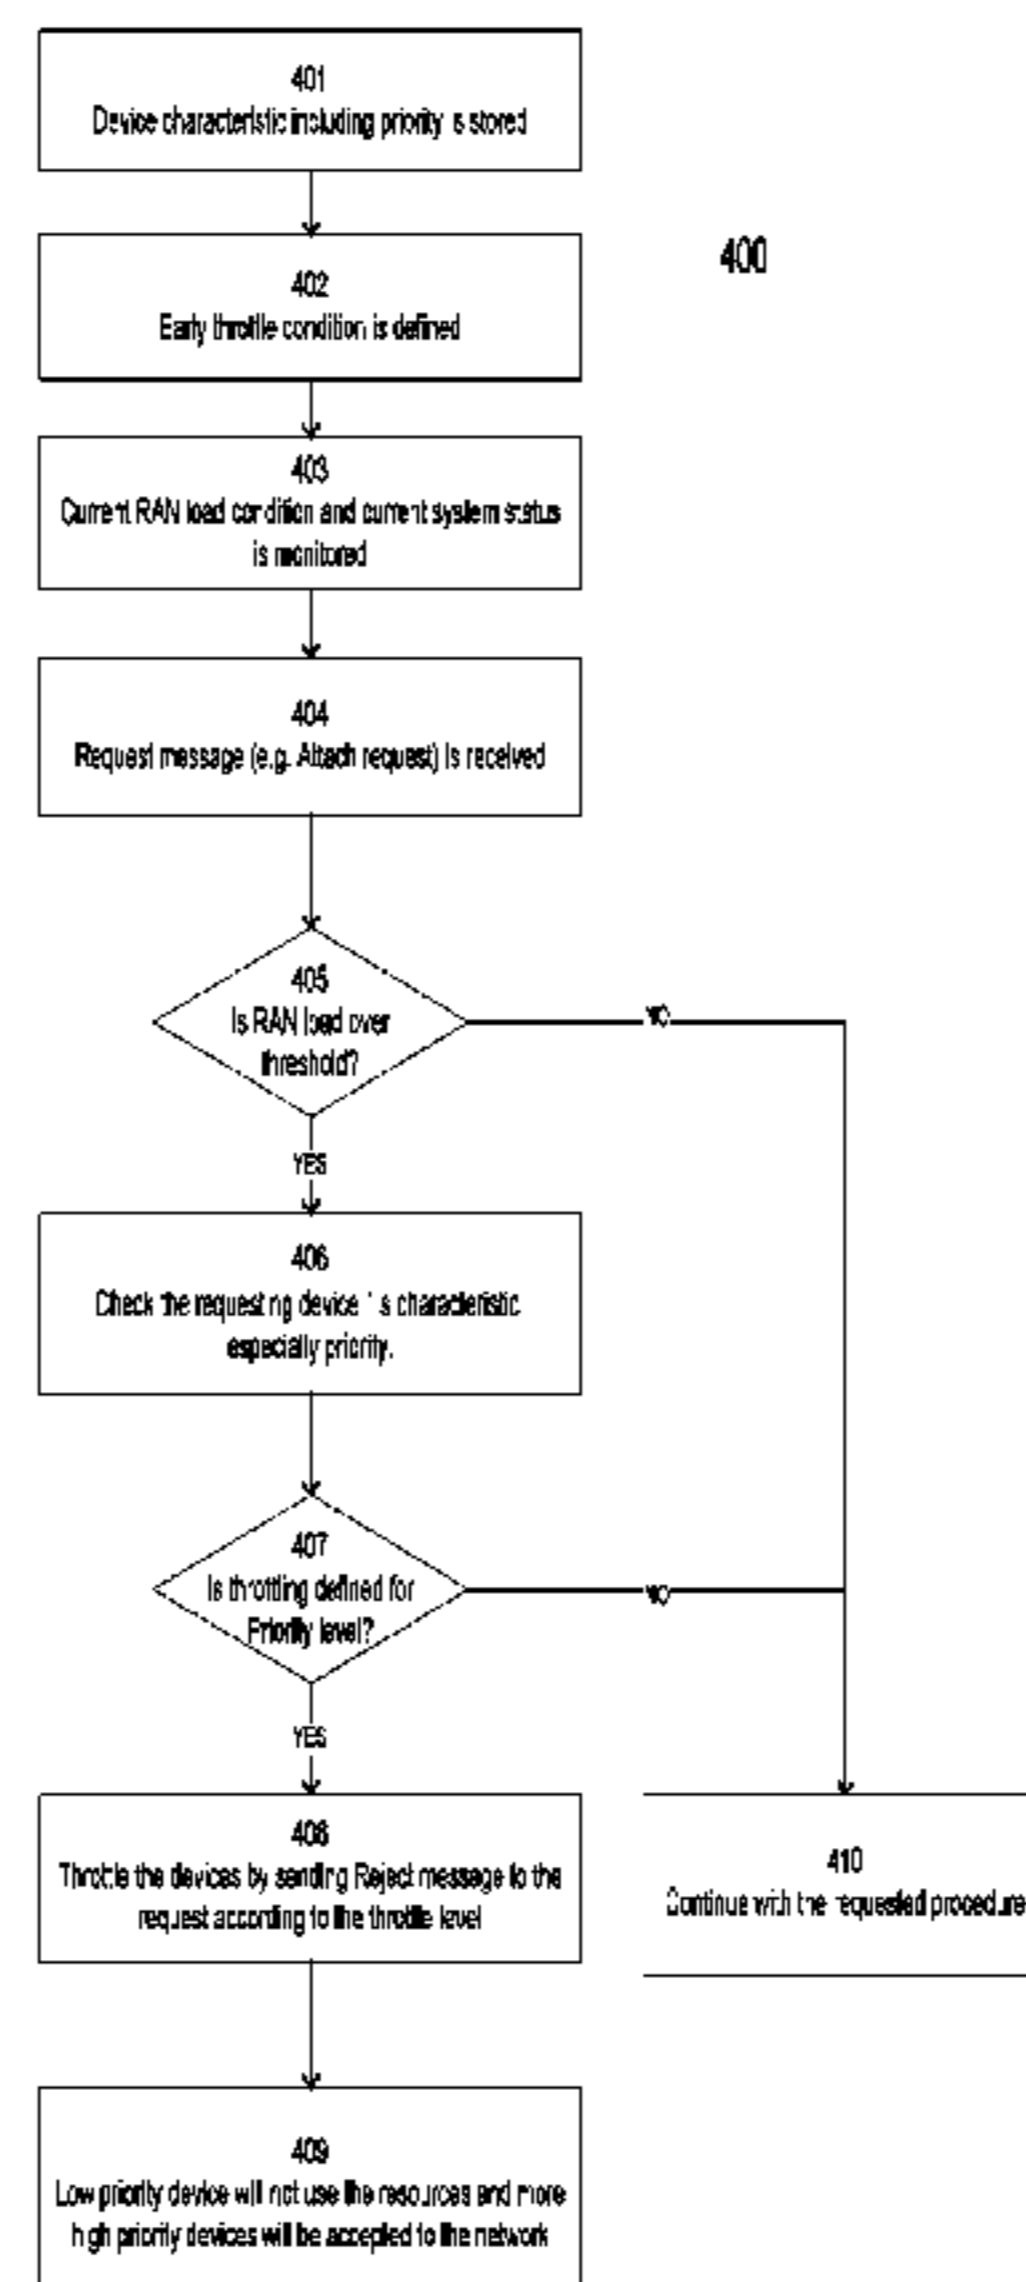 401
Device characteristic including priority is stored
400
402
Early throttle condition is defined
403
Current RAN load condition and current system status
is monitored
404
Request message (e.g. Attach request) is received
405
Is RAN load over
threshold?
NO
YES
406
Check the requesting device ' s characteristic
especially priority.
407
Is throttling defined for
Priority level?
NO
YES
408
Throttle the devices by sending Reject message to the
request according to the throttle level
410
Continue with the requested procedure
409
Low priority device will not use the resources and more
high priority devices will be accepted to the network